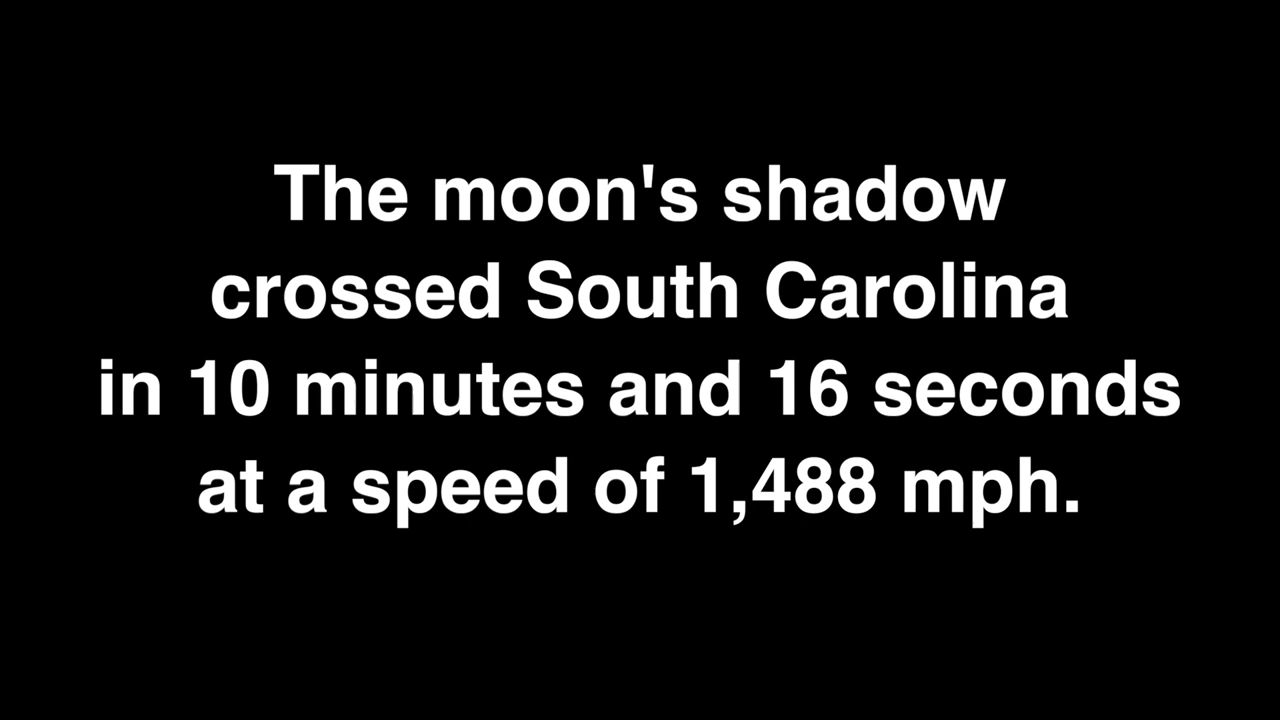 The moon's shadow
crossed South Carolina
in 10 minutes and 16 seconds
at a speed of 1,488 mph.